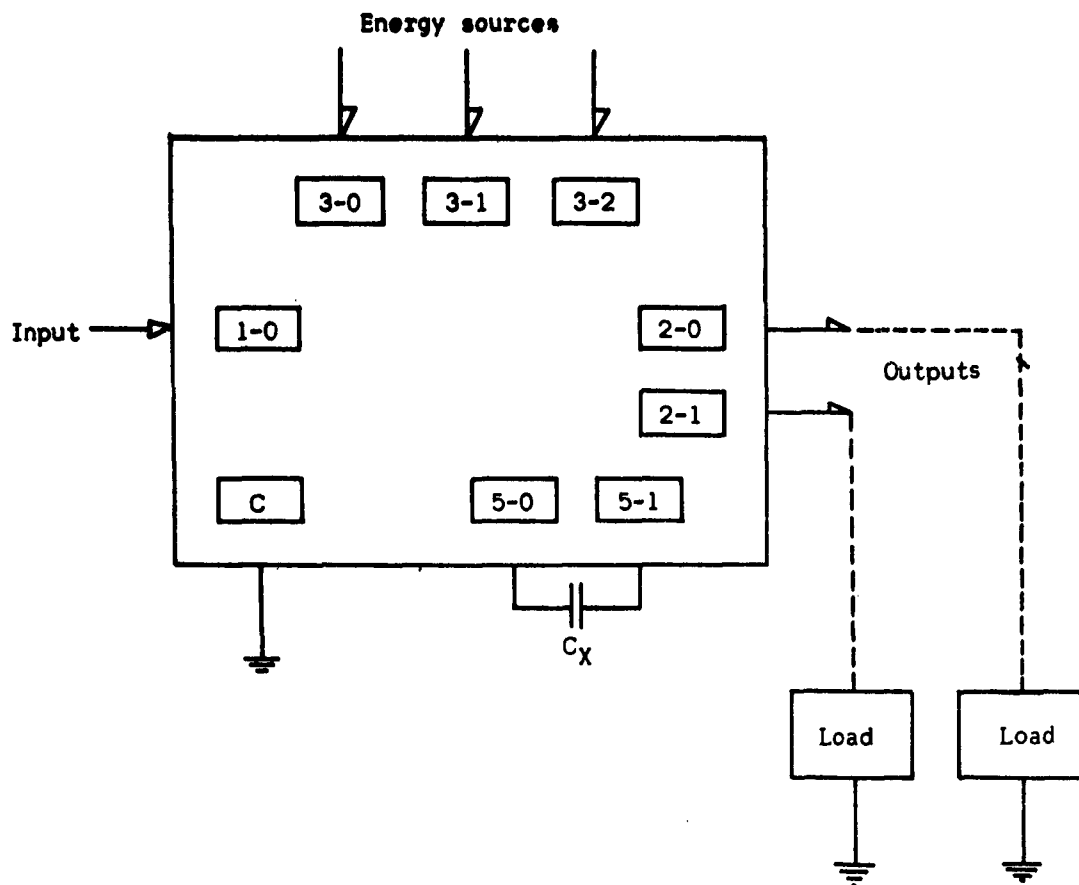 Energy sources
3-0 3-1 3-2
Input
1-0
2-0
Outputs
2-1
C
5-0 5-1
CX
Load
Load